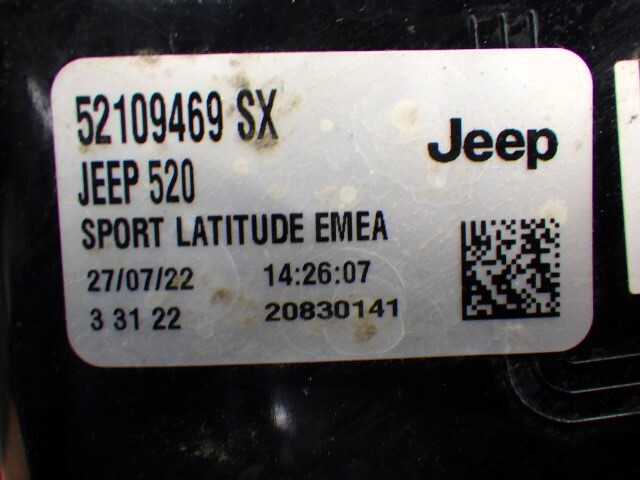 52109469 SX
Jeep
JEEP 520
SPORT LATITUDE EMEA
27/07/22 14:26:07
3 31 22 20830141